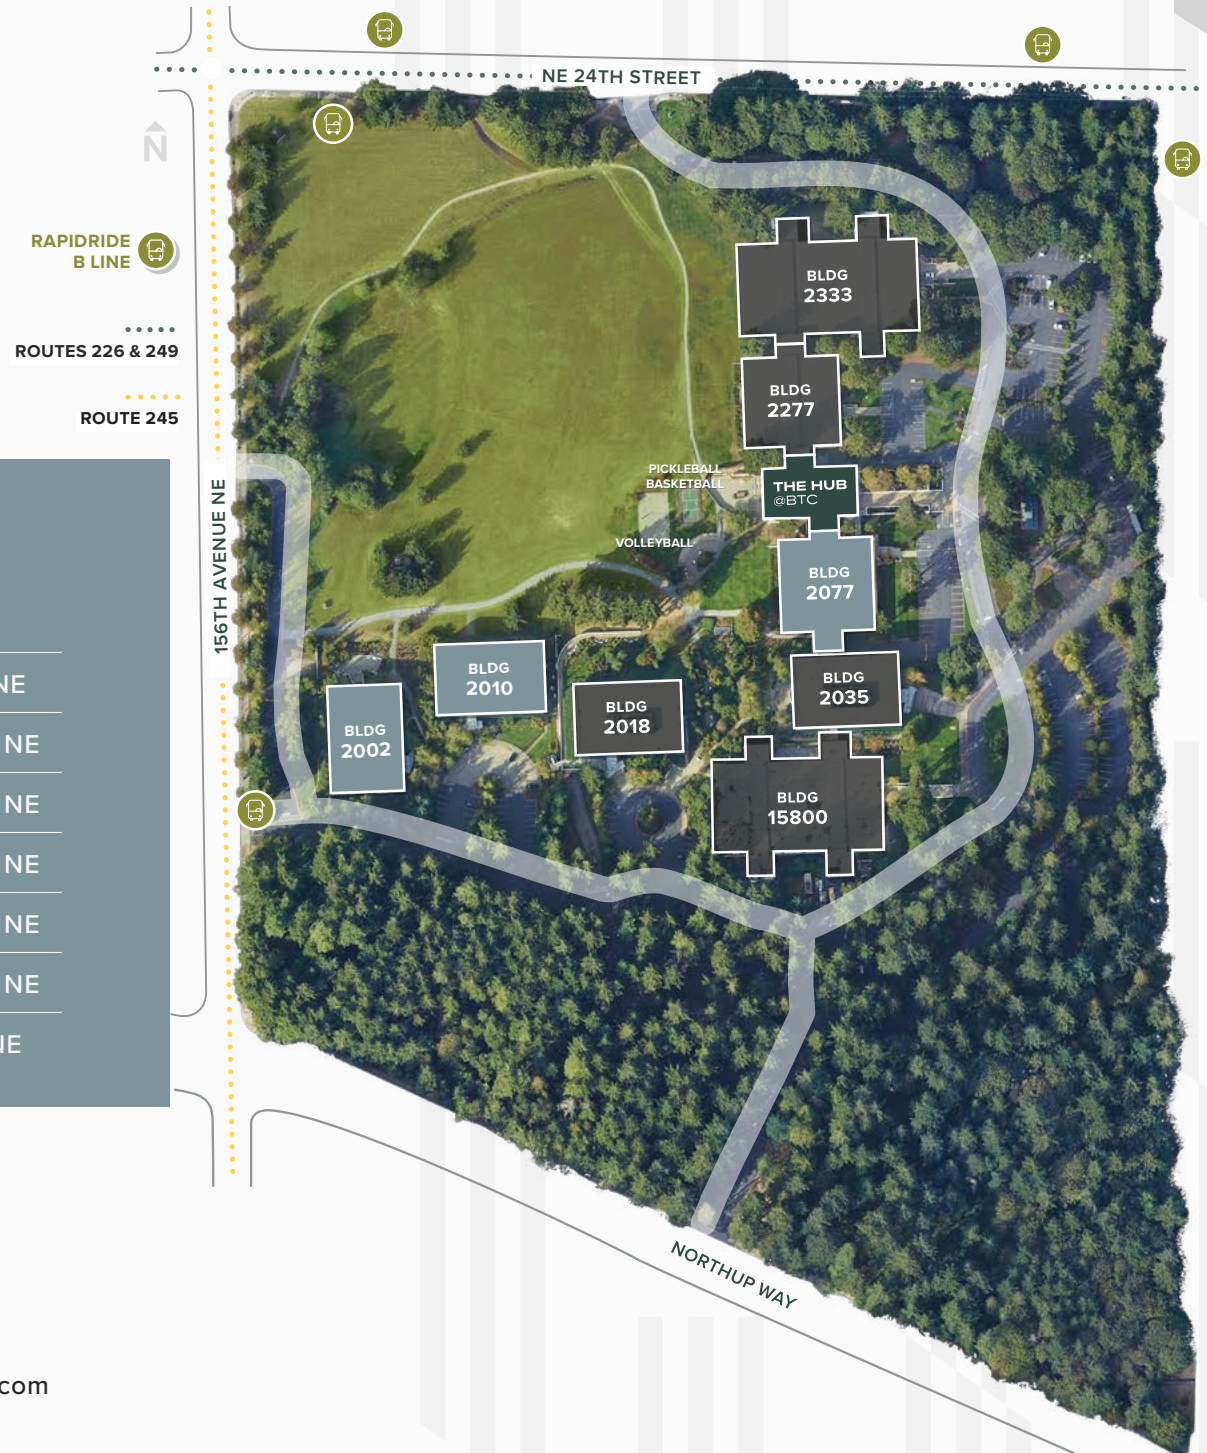 NE 24TH STREET
N
RAPIDRIDE
B LINE
ROUTES 226 & 249
ROUTE 245
156TH AVENUE NE
BLDG
2333
BLDG
2277
PICKLEBALL
BASKETBALL
THE HUB
@BTC
VOLLEYBALL
BLDG
2077
BLDG
2010
BLDG
2018
BLDG
2035
BLDG
2002
BLDG
15800
NE
NE
NE
NE
NE
NE
NE
NORTHUP WAY
com